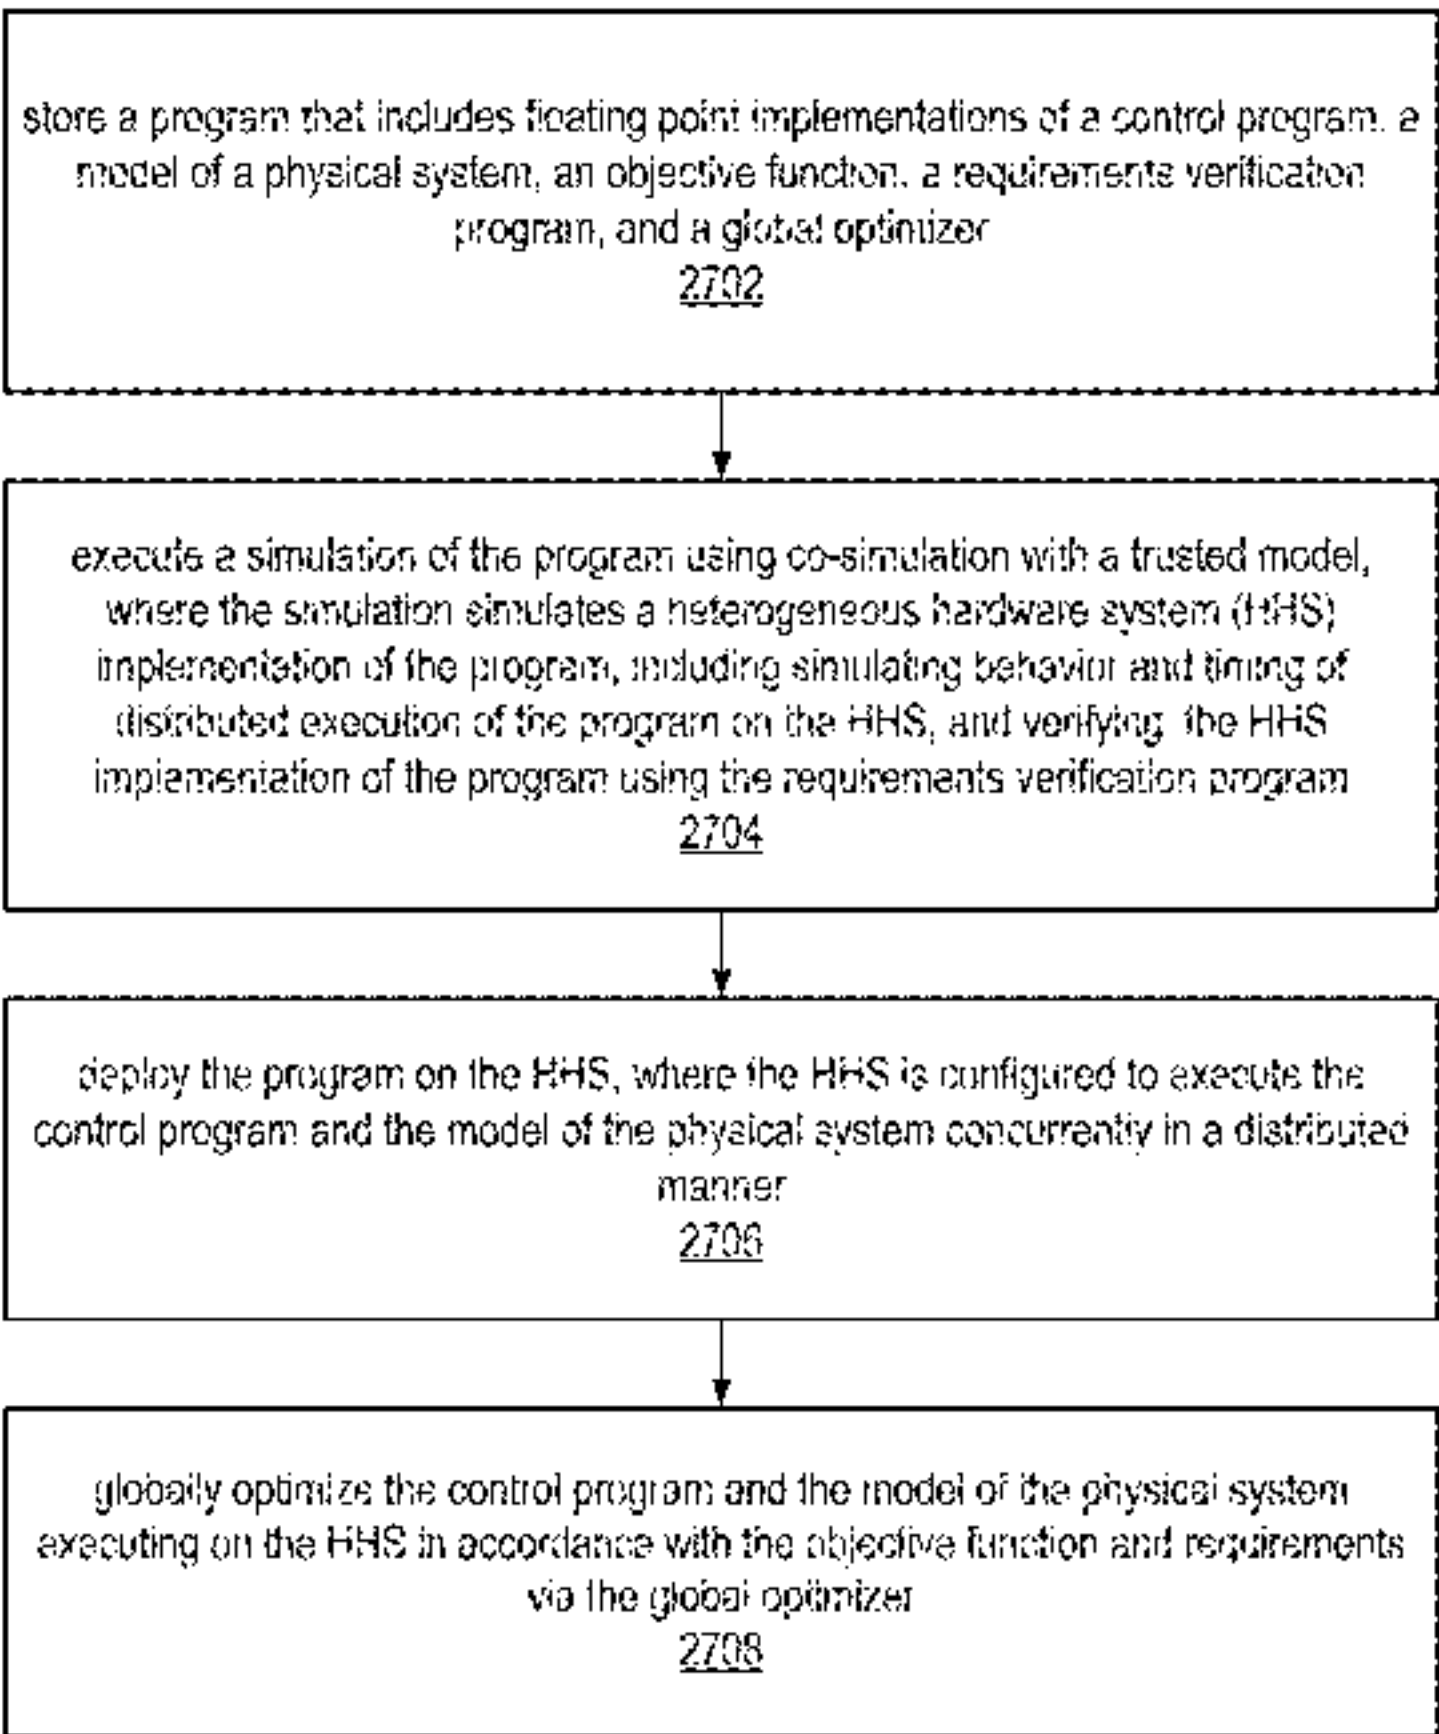 store a program that includes floating point implementations of a control program, a
model of a physical system, an objective function, a requirements verification
program, and a global optimizer
2702
execute a simulation of the program using co-simulation with a trusted model,
where the simulation simulates a heterogeneous hardware system (HHS)
implementation of the program, including simulating behavior and timing of
distributed execution of the program on the HHS, and verifying the HHS
implementation of the program using the requirements verification program
2704
deploy the program on the HHS, where the HHS is configured to execute the
control program and the model of the physical system concurrently in a distributed
manner
2706
globally optimize the control program and the model of the physical system
executing on the HHS in accordance with the objective function and requirements
via the global optimizer
2708